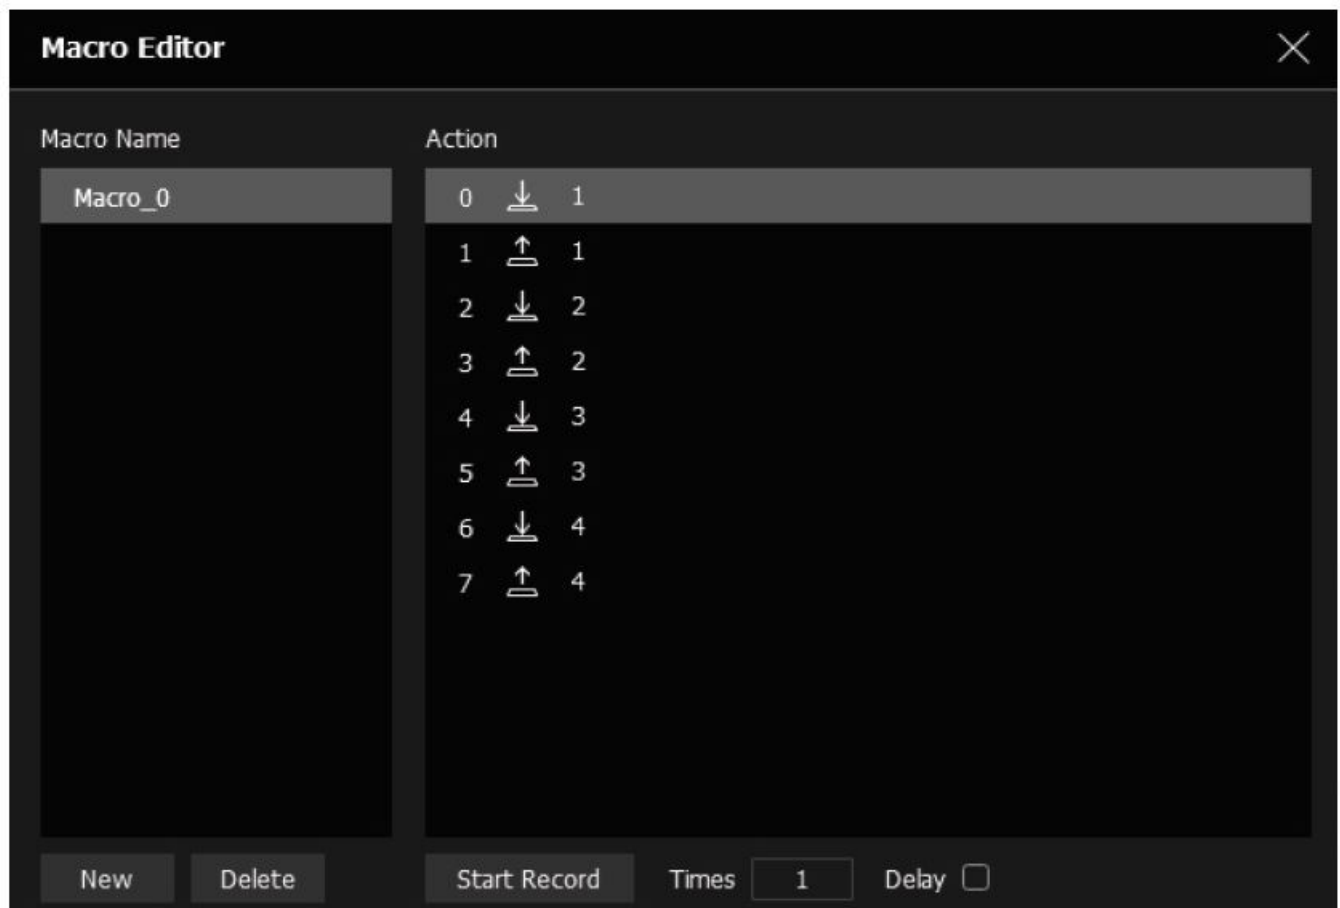 Macro Editor
Macro Name
Action
Macro_0
0 1
1 1
2 2
3 2
4 3
5 3
6 4
7 4
New Delete Start Record Times 1 Delay